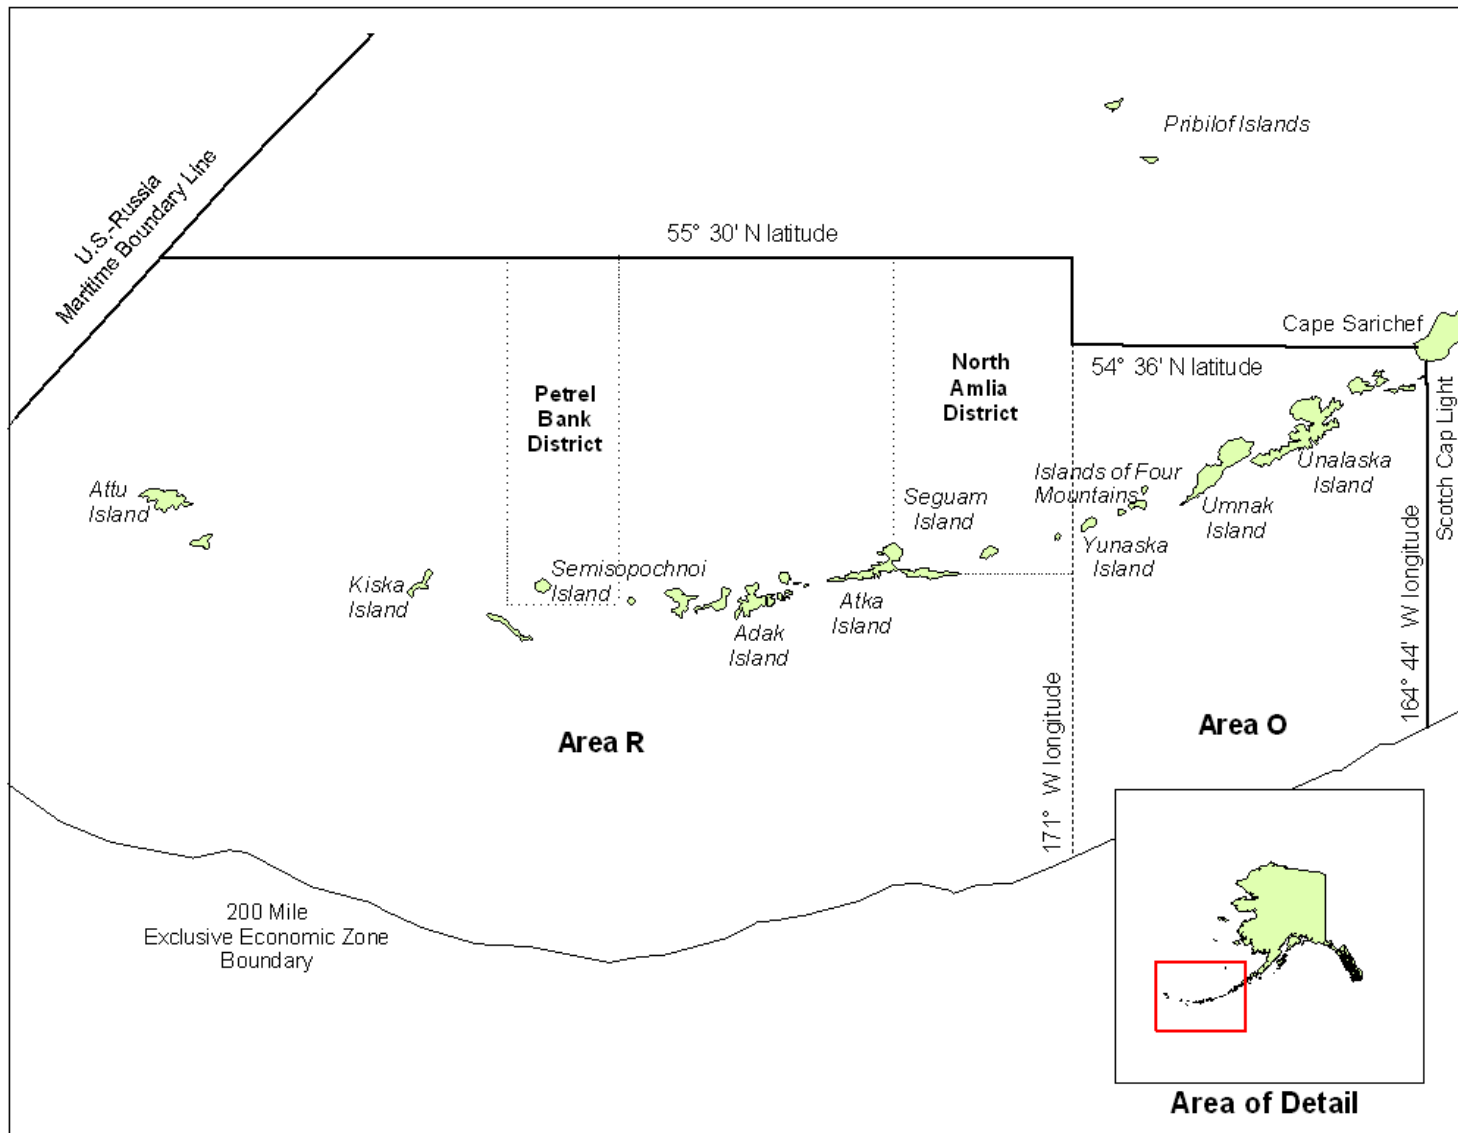 Pribilof Islands
U.S.-Russia
Maritime Boundary Line
55° 30' N latitude
Cape Sarichef
54° 36' N latitude
North
Amlia
District
Petrel
Bank
District
Scotch Cap Light
164° 44' W longitude
Unalaska
Island
Islands of Four
Mountains
Umnak
Island
Seguam
Island
Yunaska
Island
Attu
Island
Kiska
Island
Semisopochnoi
Island
Atka
Island
Adak
Island
171° W longitude
Area R
Area O
200 Mile
Exclusive Economic Zone
Boundary
Area of Detail